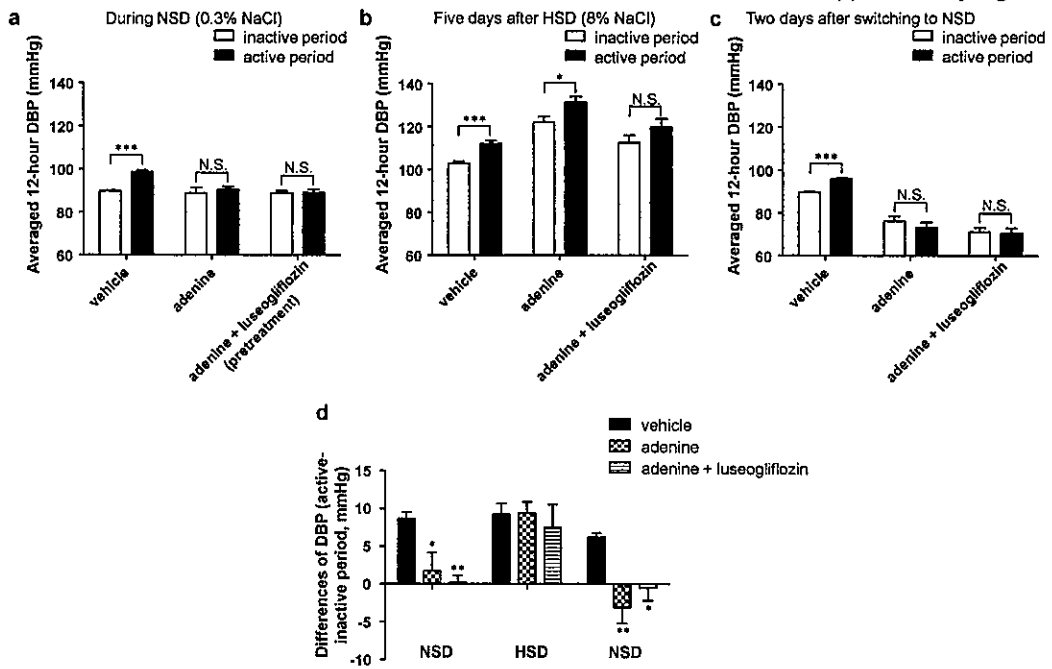 a During NSD (0.3% NaCl)
inactive period
active period
Averaged 12-hour DBP (mmHg)
140
120
100
80
60
***
N.S.
N.S.
vehicle
adenine
adenine + luseogliflozin
(pretreatment)
b Five days after HSD (8% NaCl)
inactive period
active period
Averaged 12-hour DBP (mmHg)
140
120
100
80
60
***
*
N.S.
vehicle
adenine
adenine + luseogliflozin
c Two days after switching to NSD
inactive period
active period
Averaged 12-hour DBP (mmHg)
140
120
100
80
60
***
N.S.
N.S.
vehicle
adenine
adenine + luseogliflozin
d
vehicle
adenine
adenine + luseogliflozin
Differences of DBP (active-
inactive period, mmHg)
15
10
5
0
-5
-10
*
**
**
*
NSD
HSD
NSD